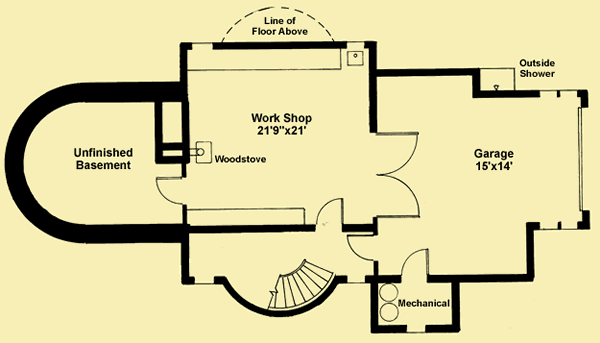 Line of
Floor Above
Outside
Shower
Work Shop
21'9"x21'
Garage
15'x14'
Unfinished
Basement
Woodstove
Mechanical